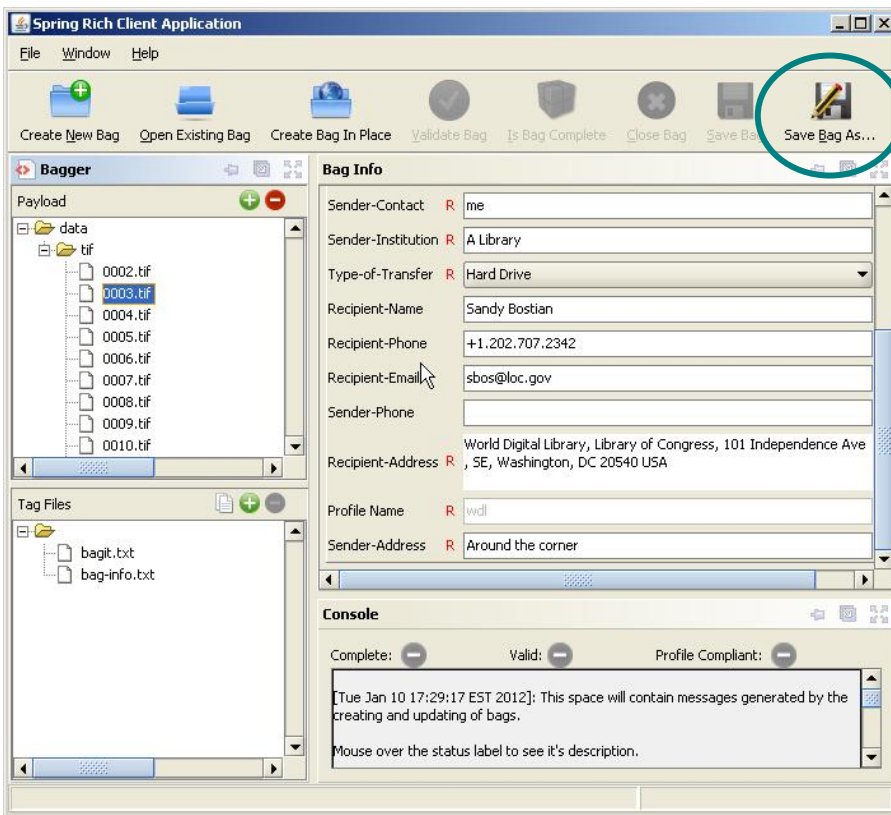 Spring Rich Client Application
File Window Help
Create New Bag Open Existing Bag Create Bag In Place Validate Bag Is Bag Complete Close Bag Save Ba Save Bag As...
Bagger
Payload
data
tif
0002.tif
0003.tif
0004.tif
0005.tif
0006.tif
0007.tif
0008.tif
0009.tif
0010.tif
Tag Files
bagit.txt
bag-info.txt
Bag Info
Sender-Contact R me
Sender-Institution R A Library
Type-of-Transfer R Hard Drive
Recipient-Name Sandy Bostian
Recipient-Phone +1.202.707.2342
Recipient-Email sbos@loc.gov
Sender-Phone
World Digital Library, Library of Congress, 101 Independence Ave
Recipient-Address R , SE, Washington, DC 20540 USA
Profile Name R wdl
Sender-Address R Around the corner
Console
Complete: Valid: Profile Compliant:
[Tue Jan 10 17:29:17 EST 2012]: This space will contain messages generated by the
creating and updating of bags.
Mouse over the status label to see it's description.